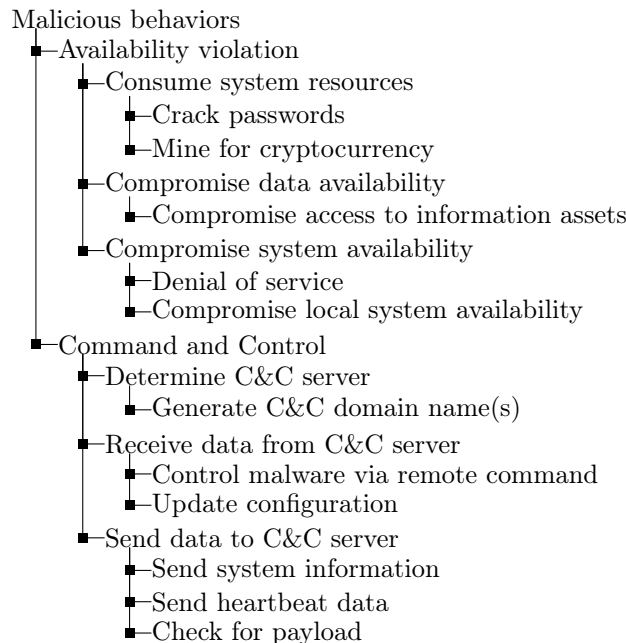 Malicious behaviors
Availability violation
Consume system resources
Crack passwords
Mine for cryptocurrency
Compromise data availability
Compromise access to information assets
Compromise system availability
Denial of service
Compromise local system availability
Command and Control
Determine C&C server
Generate C&C domain name(s)
Receive data from C&C server
Control malware via remote command
Update configuration
Send data to C&C server
Send system information
Send heartbeat data
Check for payload